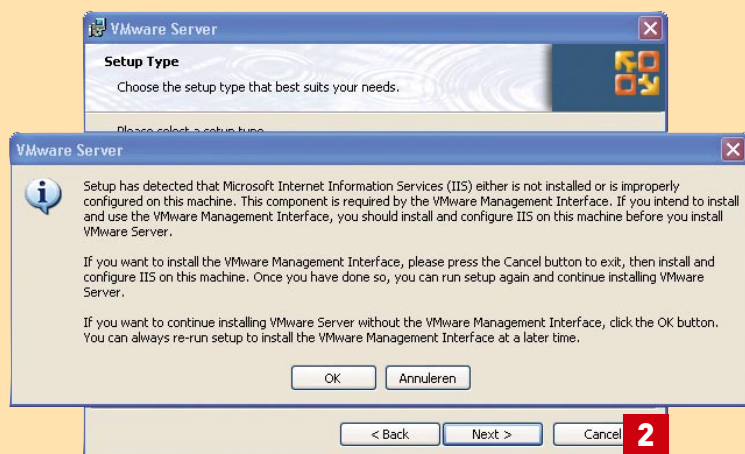 VMware Server
Setup Type
Choose the setup type that best suits your needs.
Please select a setup type.
VMware Server
Setup has detected that Microsoft Internet Information Services (IIS) either is not installed or is improperly
configured on this machine. This component is required by the VMware Management Interface. If you intend to install
and use the VMware Management Interface, you should install and configure IIS on this machine before you install
VMware Server.
If you want to install the VMware Management Interface, please press the Cancel button to exit, then install and
configure IIS on this machine. Once you have done so, you can run setup again and continue installing VMware
Server.
If you want to continue installing VMware Server without the VMware Management Interface, click the OK button.
You can always re-run setup to install the VMware Management Interface at a later time.
OK Annuleren
< Back Next > Cancel 2